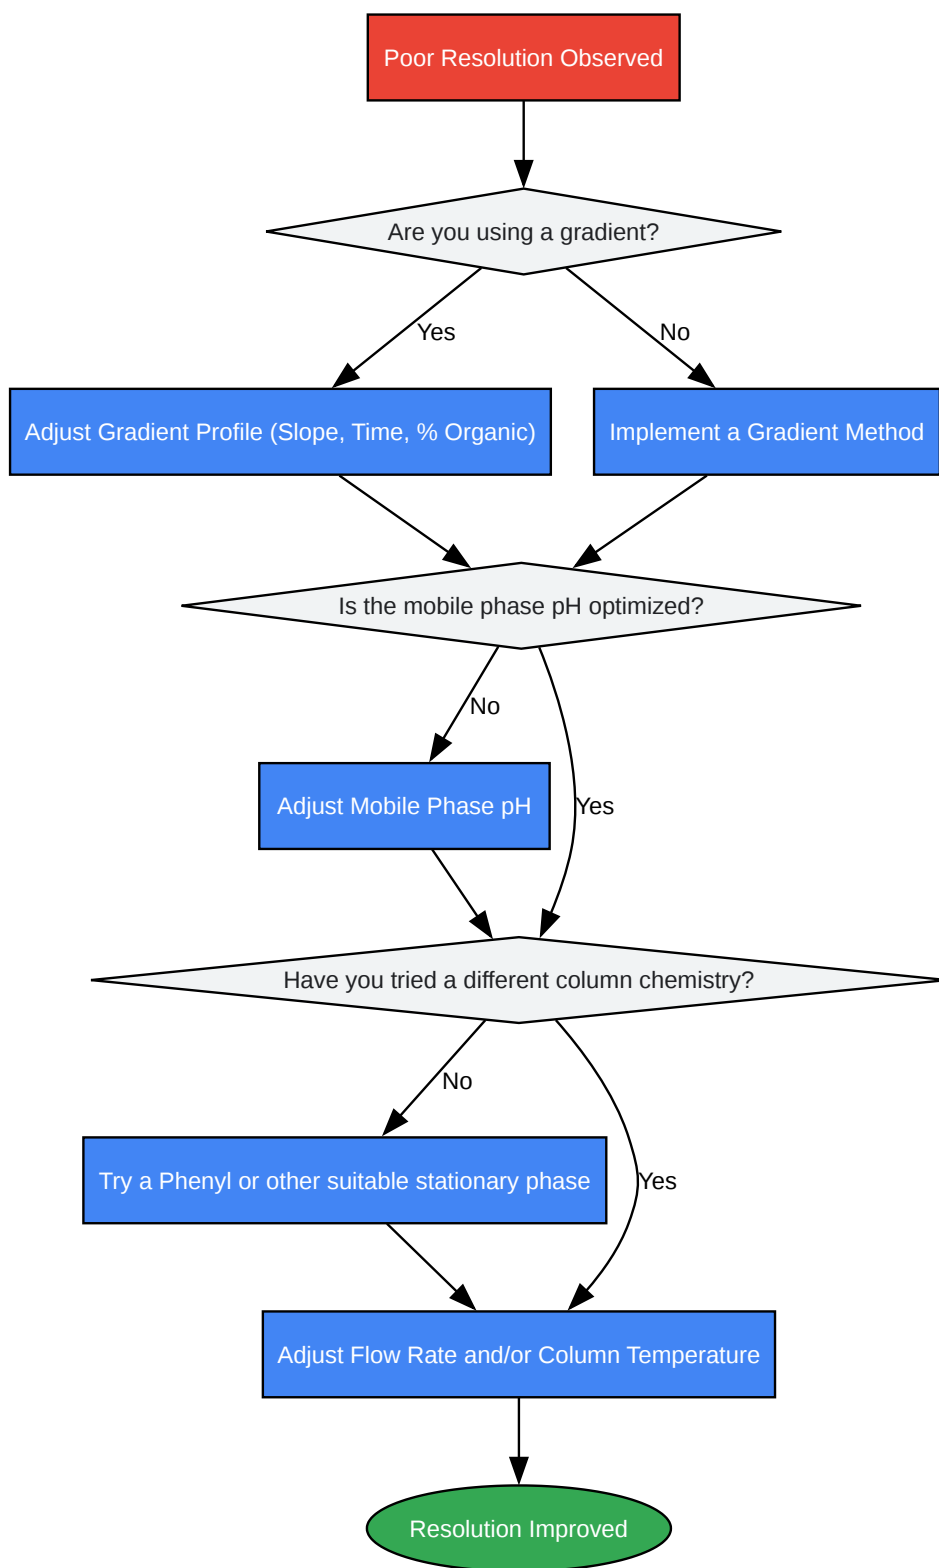 Poor Resolution Observed
Are you using a gradient?
Yes
No
Adjust Gradient Profile (Slope, Time, % Organic)
Implement a Gradient Method
Is the mobile phase pH optimized?
No
Adjust Mobile Phase pH
Yes
Have you tried a different column chemistry?
No
Try a Phenyl or other suitable stationary phase
Yes
Adjust Flow Rate and/or Column Temperature
Resolution Improved